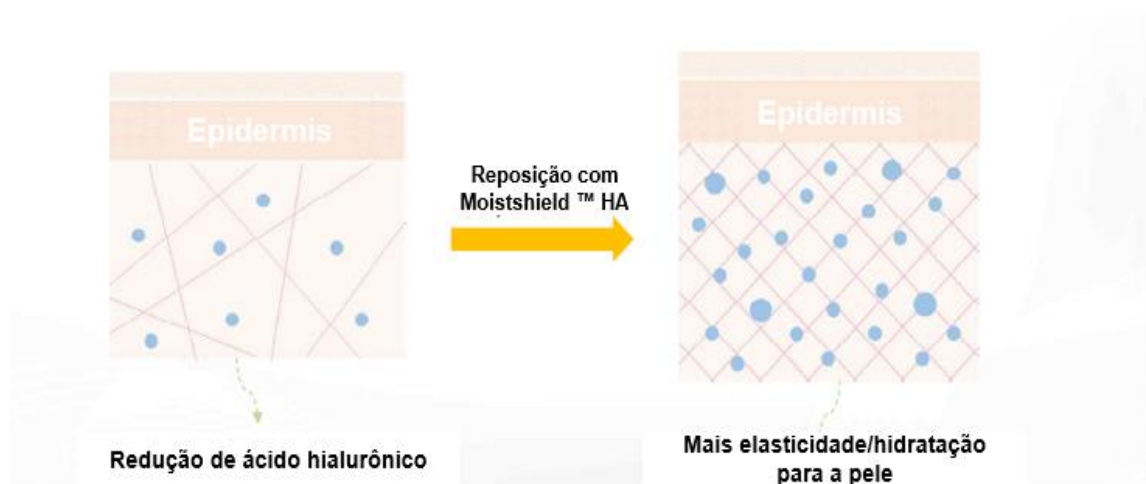 Epidermis
Epidermis
Reposição com
Moistshield ™ HA
Redução de ácido hialurônico
Mais elasticidade/hidratação
para a pele